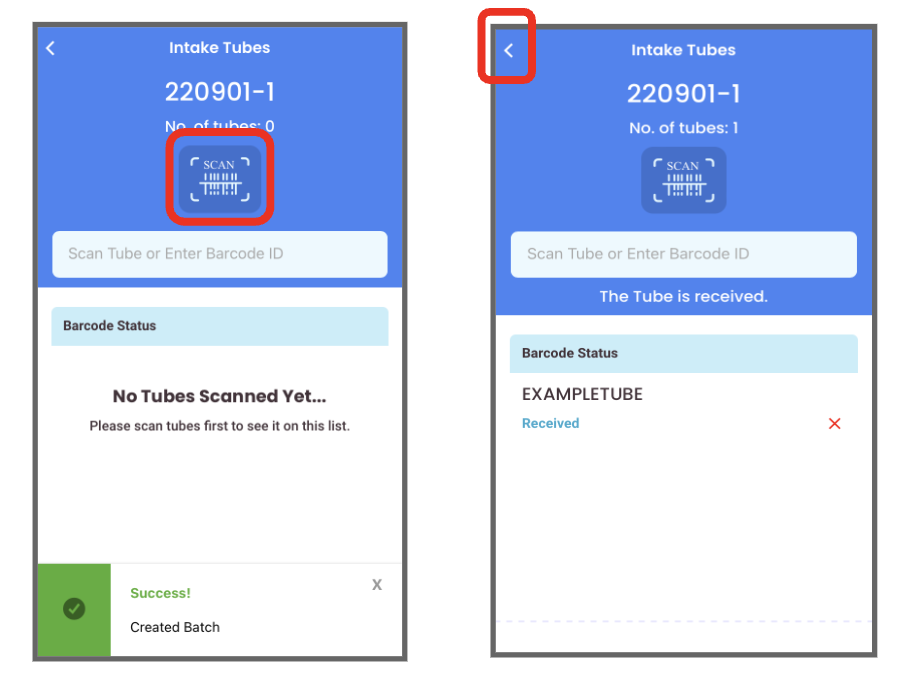 Intake Tubes
220901-1
No. of tubes: 0
SCAN
Scan Tube or Enter Barcode ID
Barcode Status
No Tubes Scanned Yet...
Please scan tubes first to see it on this list.
Success!
X
Created Batch
Intake Tubes
220901-1
No. of tubes: 1
SCAN
Scan Tube or Enter Barcode ID
The Tube is received.
Barcode Status
EXAMPLETUBE
Received